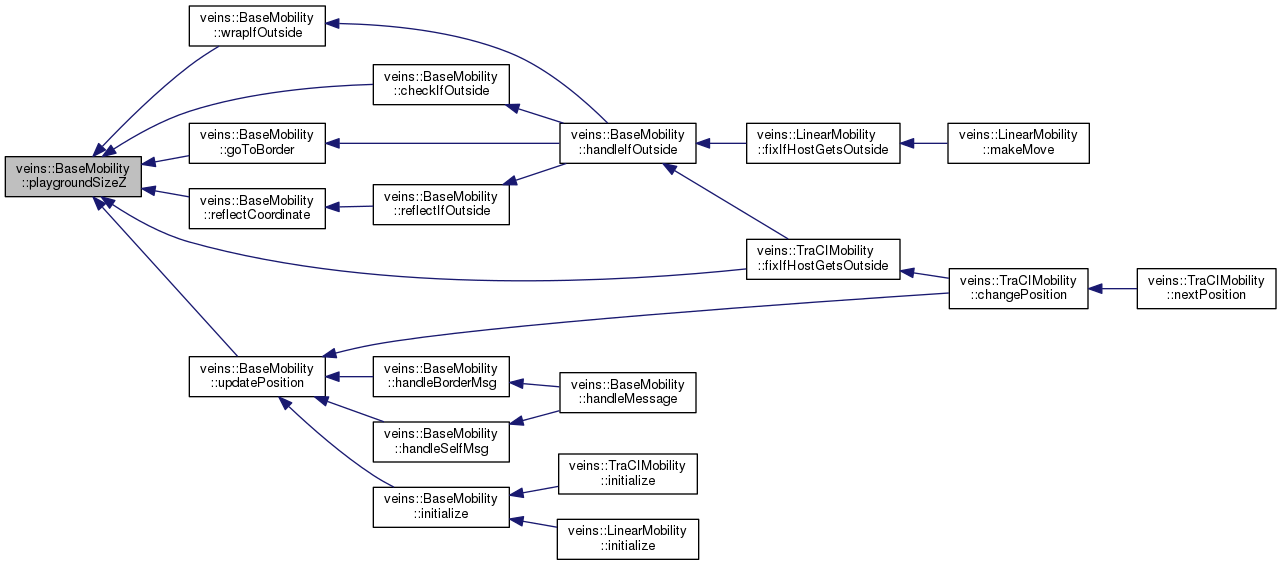 veins::BaseMobility
::playgroundSizeZ
veins::BaseMobility
::wrapIfOutside
veins::BaseMobility
::checkIfOutside
veins::BaseMobility
::goToBorder
veins::BaseMobility
::reflectCoordinate
veins::BaseMobility
::reflectIfOutside
veins::BaseMobility
::handleIfOutside
veins::LinearMobility
::fixIfHostGetsOutside
veins::LinearMobility
::makeMove
veins::TraCIMobility
::fixIfHostGetsOutside
veins::TraCIMobility
::changePosition
veins::TraCIMobility
::nextPosition
veins::BaseMobility
::updatePosition
veins::BaseMobility
::handleBorderMsg
veins::BaseMobility
::handleSelfMsg
veins::BaseMobility
::handleMessage
veins::BaseMobility
::initialize
veins::TraCIMobility
::initialize
veins::LinearMobility
::initialize